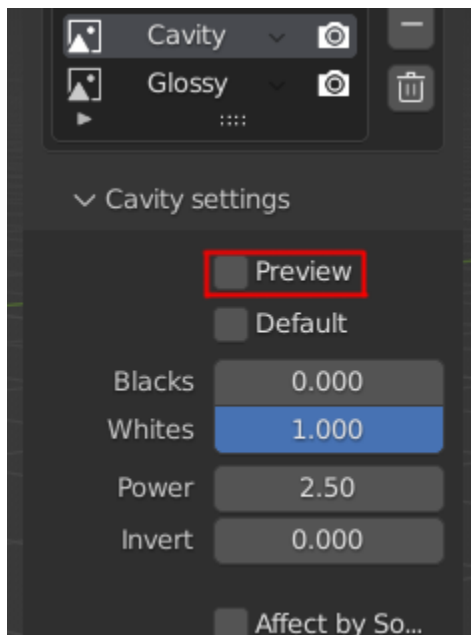 Cavity
Glossy
Cavity settings
Preview
Default
Blacks 0.000
Whites 1.000
Power 2.50
Invert 0.000
Affect by So...